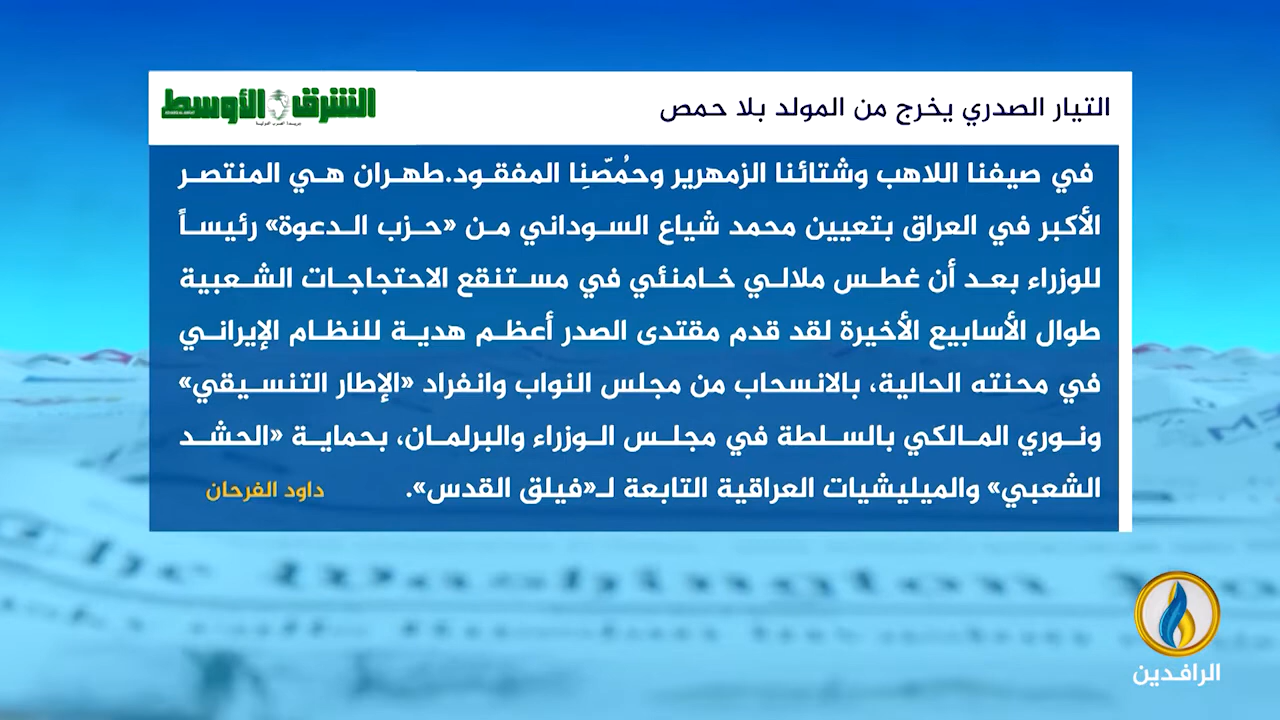 التيار الصدري يخرج من المولد بلا حمص
الشرق الأوسط
في صيفنا اللاهب وشتائنا الزمهرير وحمُصّنِا المفقود.طهران هي المنتصر
الأكبر في العراق بتعيين محمد شياع السوداني من «حزب الدعوة» رئيساً
للوزراء بعد أن غطس ملالي خامنئي في مستنقع الاحتجاجات الشعبية
طوال الأسابيع الأخيرة لقد قدم مقتدى الصدر أعظم هدية للنظام الإيراني
في محنته الحالية، بالانسحاب من مجلس النواب وانفراد «الإطار التنسيقي»
ونوري المالكي بالسلطة في مجلس الوزراء والبرلمان، بحماية «الحشد
الشعبي» والميليشيات العراقية التابعة لـ«فيلق القدس».
داود الفرحان
الرافدين